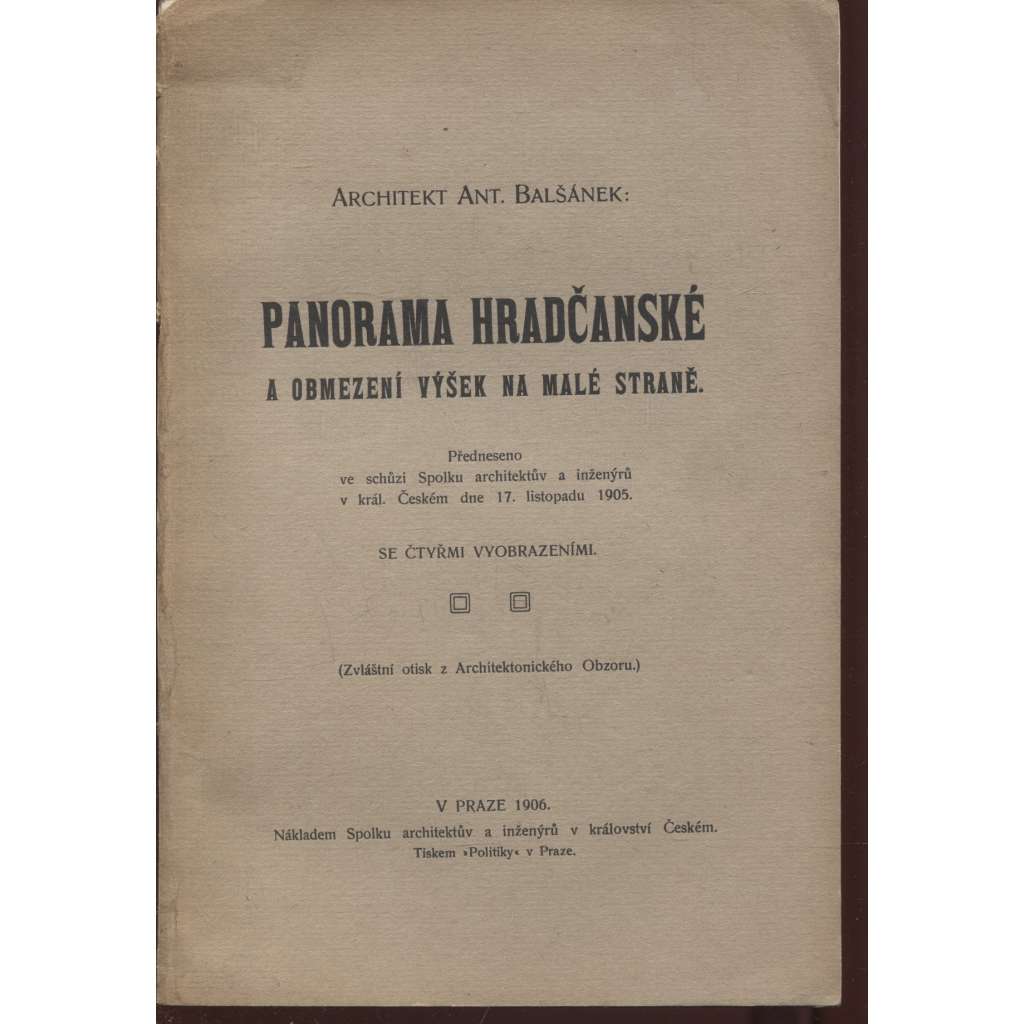 ARCHITEKT ANT. BALŠÁNEK:
PANORAMA HRADČANSKÉ
A OBMEZENÍ VÝŠEK NA MALÉ STRANĚ.
Předneseno
ve schůzi Spolku architektův a inženýrů
v král. Českém dne 17. listopadu 1905.
SE ČTYŘMI VYOBRAZENÍMI.
(Zvláštní otisk z Architektonického Obzoru.)
V PRAZE 1906.
Nákladem Spolku architektův a inženýrů v království Českém.
Tiskem »Politiky« v Praze.